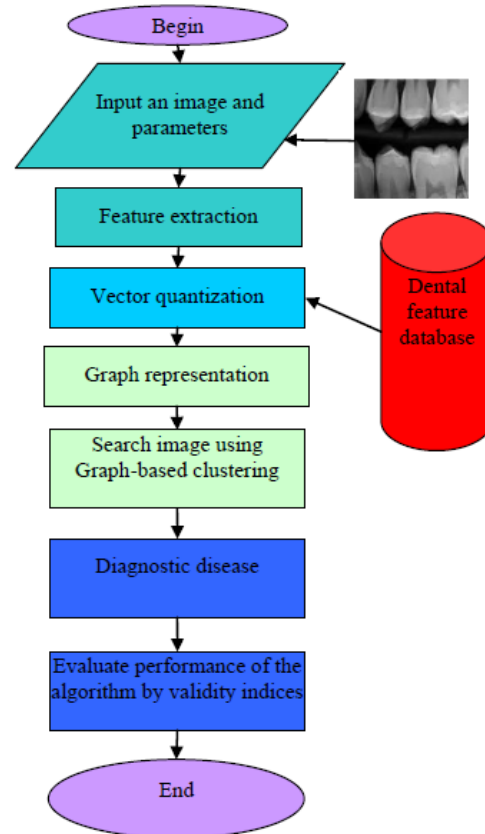 Begin
Input an image and
parameters
Feature extraction
Vector quantization
Dental
feature
database
Graph representation
Search image using
Graph-based clustering
Diagnostic disease
Evaluate performance of the
algorithm by validity indices
End